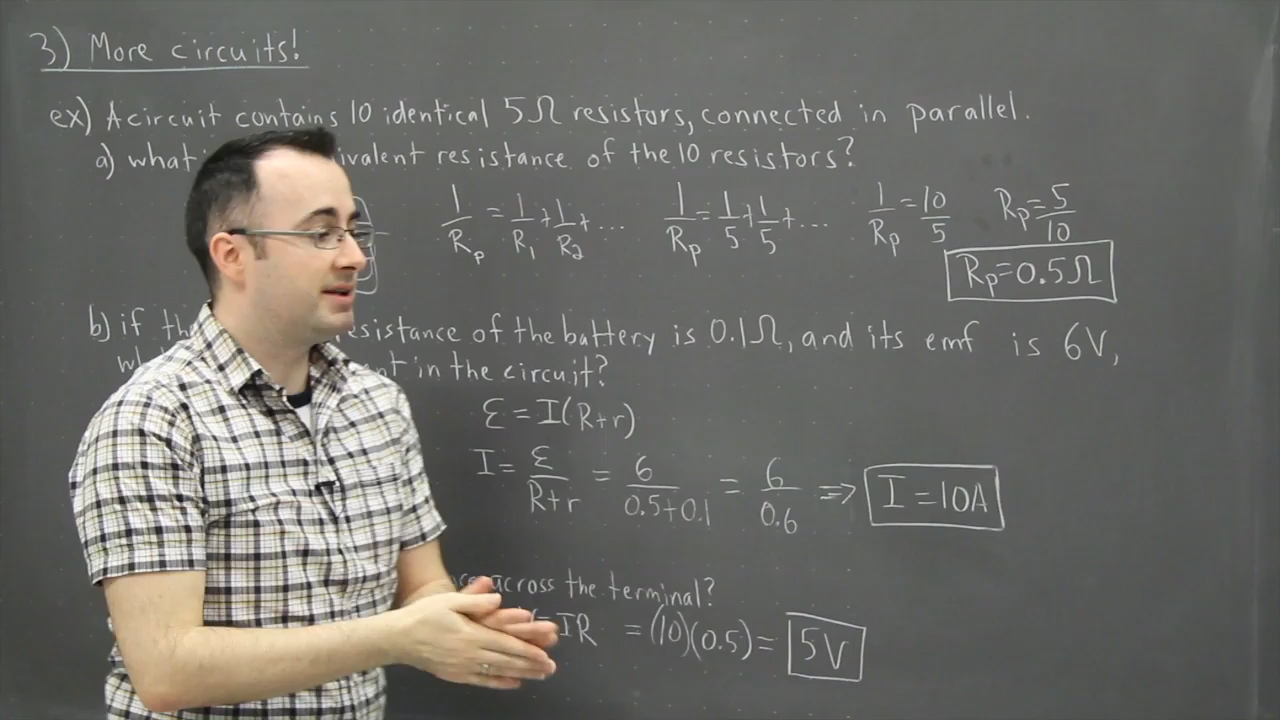 3) More circuits!
ex) A circuit contains 10 identical 5Ω resistors, connected in parallel.
a) what resistance of the 10 resistors?
1/Rp = 1/R1 + 1/R2 + ... 1/Rp = 1/5 + 1/5 + ... 1/Rp = 10/5 Rp = 5/10
Rp = 0.5Ω
b) if of the battery is 0.1Ω, and its emf is 6V,
in the circuit?
Ɛ = I(R+r)
I = Ɛ/R+r = 6/0.5+0.1 = 6/0.6 => I = 10A
across the terminal?
= IR = (10)(0.5) = 5V